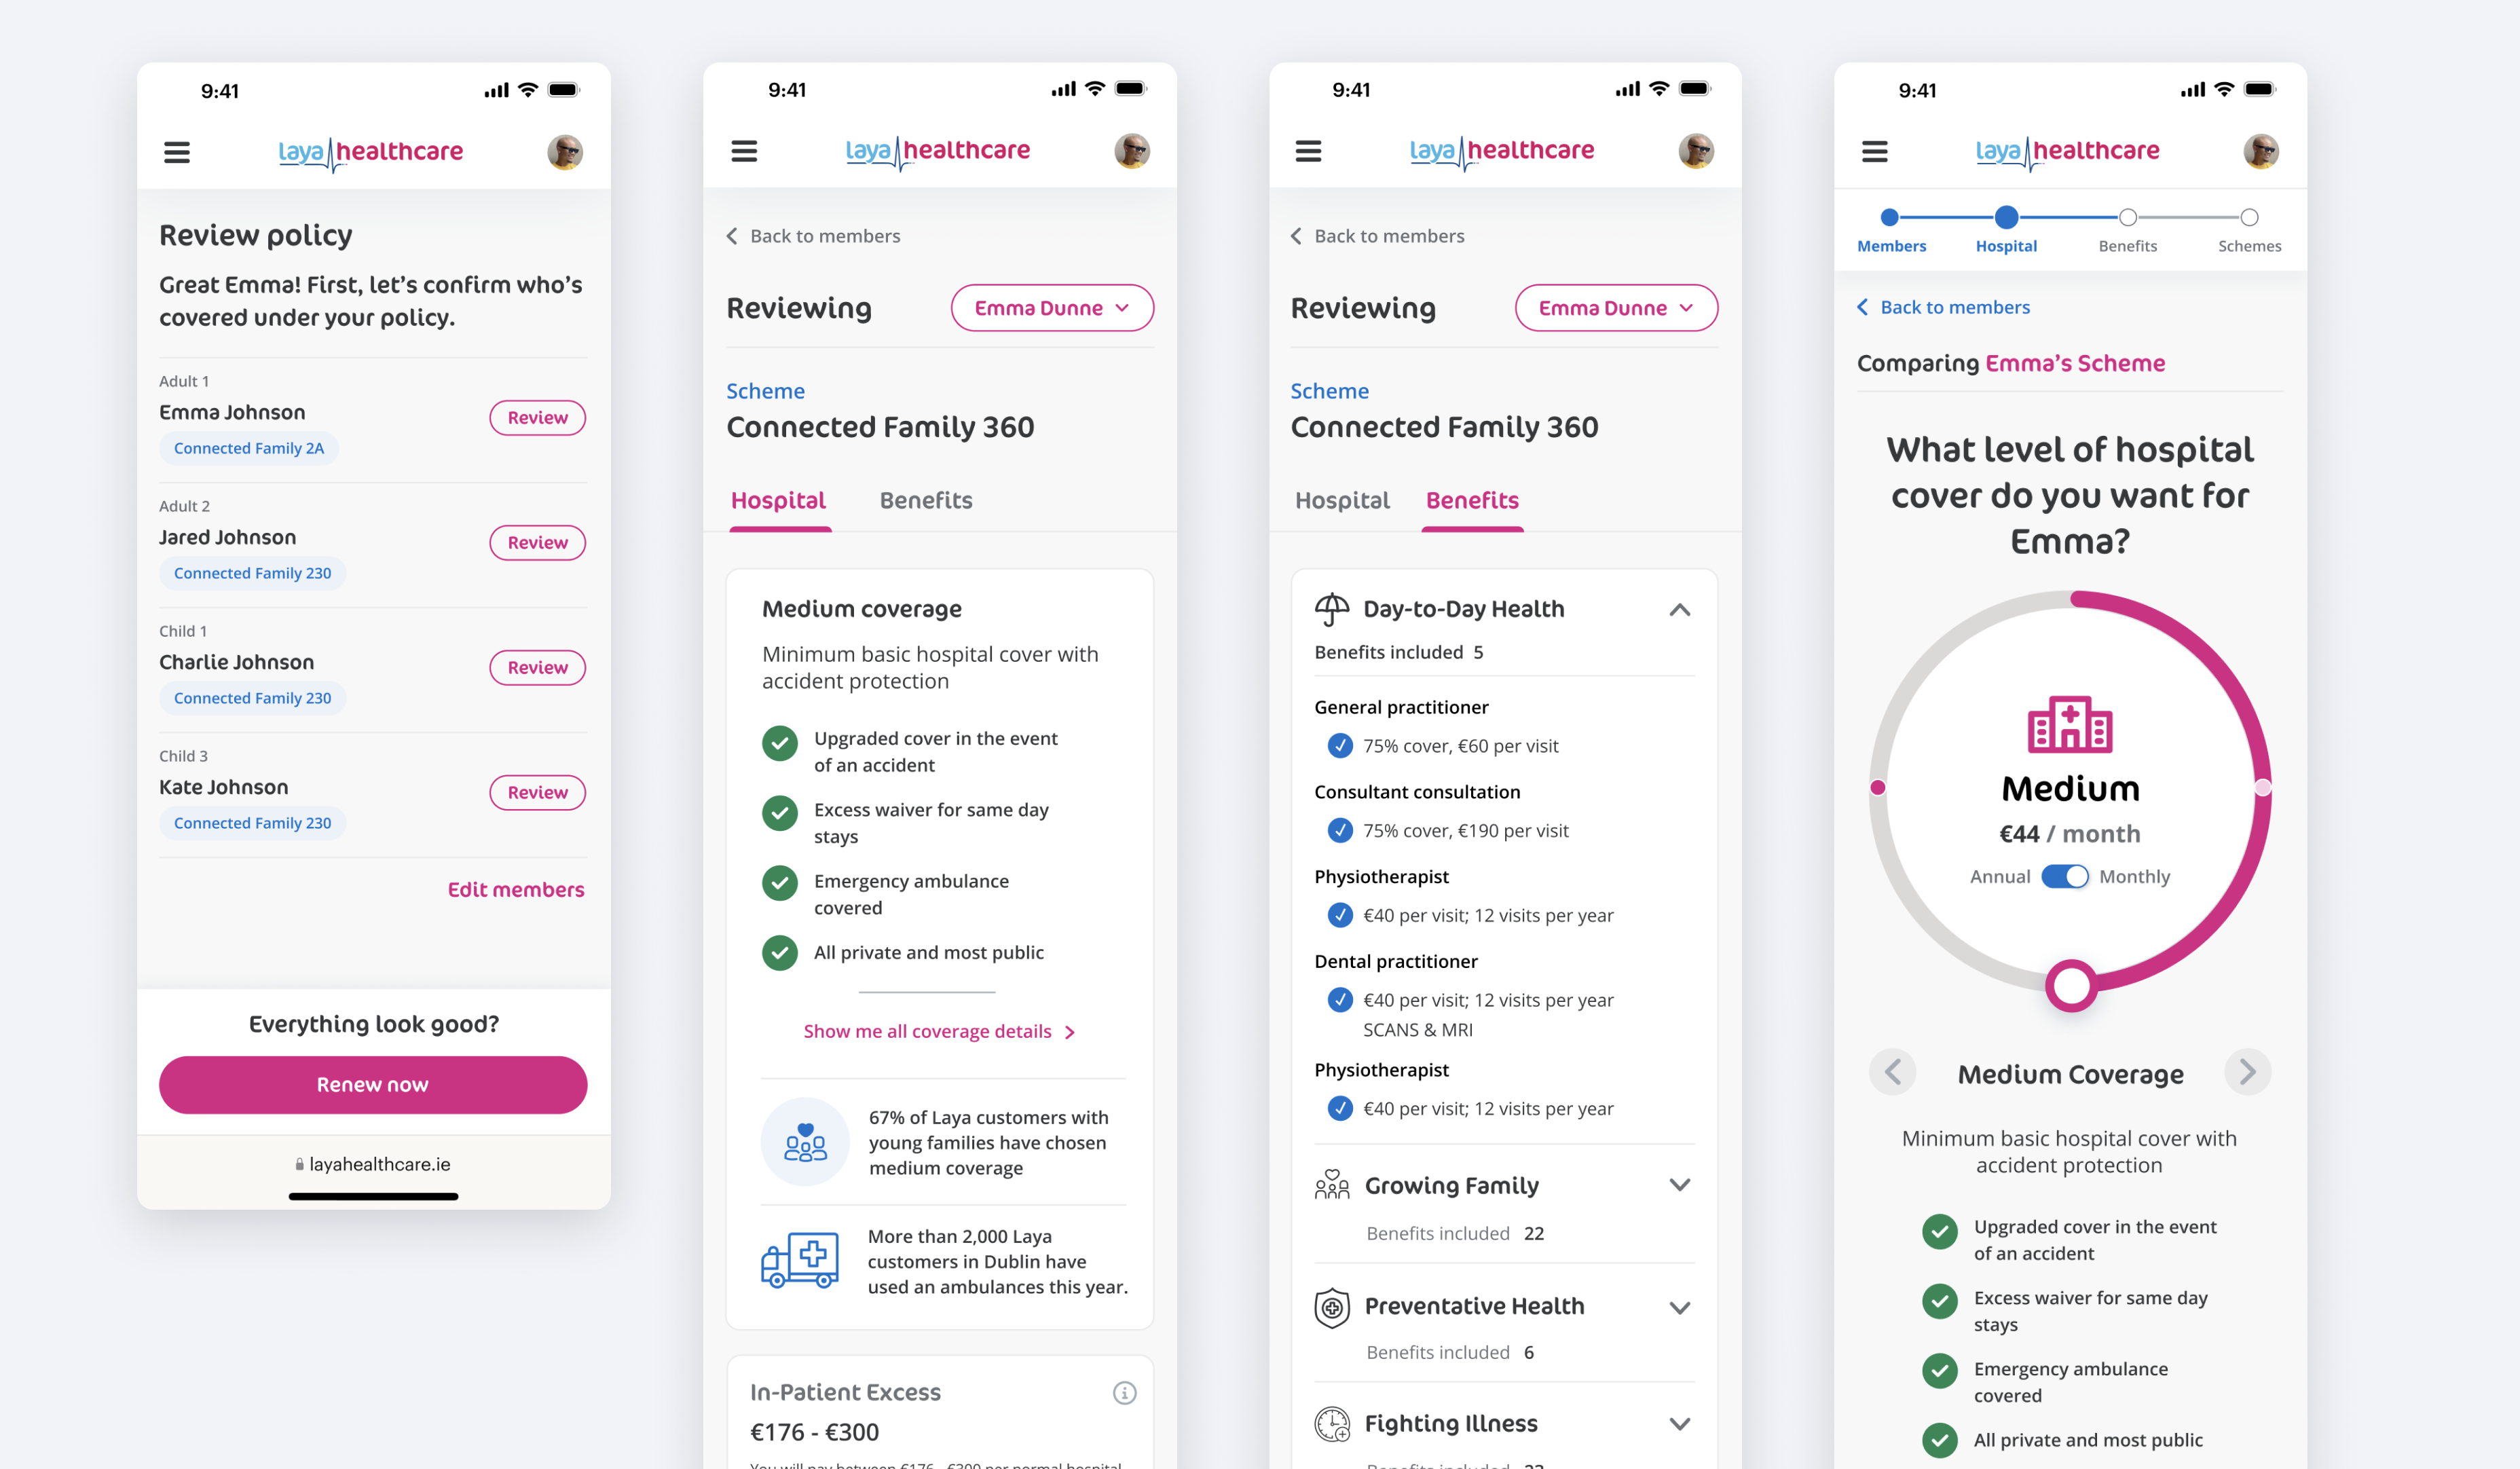 9:41
laya healthcare
Review policy
Great Emma! First, let’s confirm who’s
covered under your policy.
Adult 1
Emma Johnson
Connected Family 2A
Review
Adult 2
Jared Johnson
Connected Family 230
Review
Child 1
Charlie Johnson
Connected Family 230
Review
Child 3
Kate Johnson
Connected Family 230
Review
Edit members
Everything look good?
Renew now
layahealthcare.ie
9:41
laya healthcare
Back to members
Reviewing
Emma Dunne
Scheme
Connected Family 360
Hospital
Benefits
Medium coverage
Minimum basic hospital cover with
accident protection
Upgraded cover in the event
of an accident
Excess waiver for same day
stays
Emergency ambulance
covered
All private and most public
Show me all coverage details
67% of Laya customers with
young families have chosen
medium coverage
More than 2,000 Laya
customers in Dublin have
used an ambulances this year.
In-Patient Excess
€176 - €300
You will pay between €176 - €300 per normal hospital
9:41
laya healthcare
Back to members
Reviewing
Emma Dunne
Scheme
Connected Family 360
Hospital
Benefits
Day-to-Day Health
Benefits included 5
General practitioner
75% cover, €60 per visit
Consultant consultation
75% cover, €190 per visit
Physiotherapist
€40 per visit; 12 visits per year
Dental practitioner
€40 per visit; 12 visits per year
SCANS & MRI
Physiotherapist
€40 per visit; 12 visits per year
Growing Family
Benefits included 22
Preventative Health
Benefits included 6
Fighting Illness
Benefits included
9:41
laya healthcare
Members
Hospital
Benefits
Schemes
Back to members
Comparing Emma’s Scheme
What level of hospital
cover do you want for
Emma?
Medium
€44 / month
Annual
Monthly
Medium Coverage
Minimum basic hospital cover with
accident protection
Upgraded cover in the event
of an accident
Excess waiver for same day
stays
Emergency ambulance
covered
All private and most public